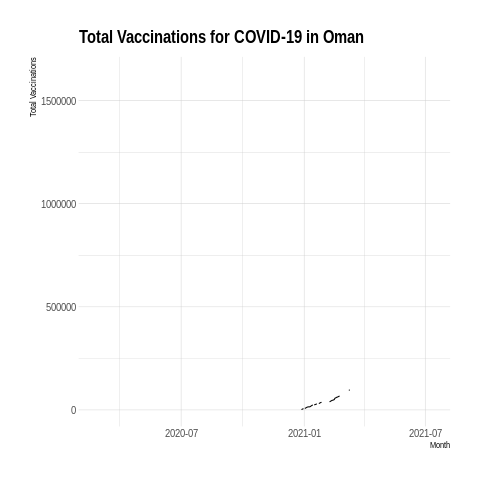 Total Vaccinations for COVID-19 in Oman
Total Vaccinations
1500000
1000000
500000
0
2020-07
2021-01
2021-07
Month